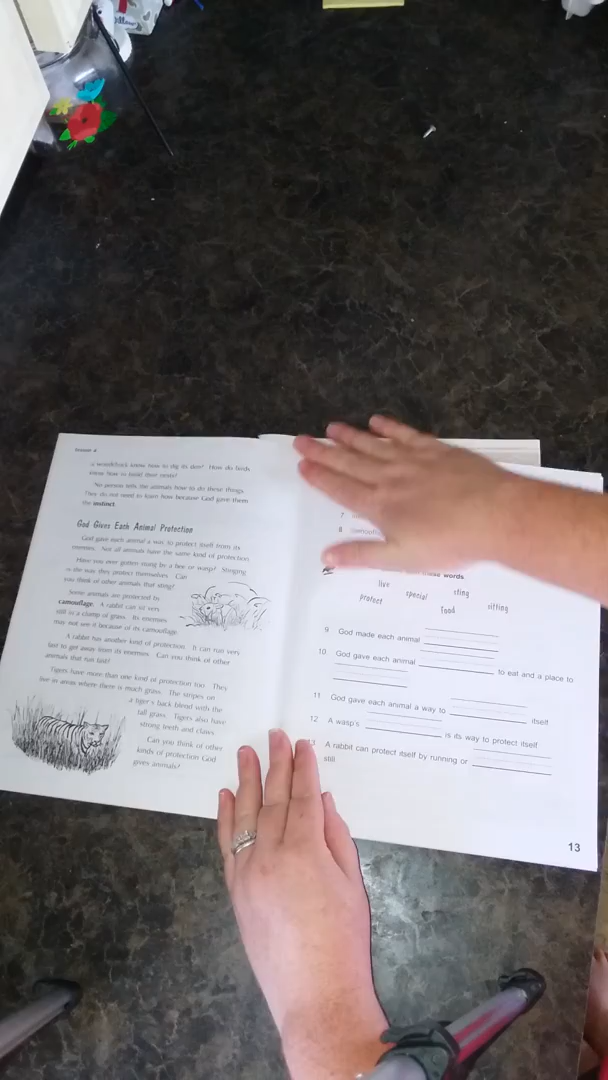 a woodchuck know how to dig its den? How do birds
know how to build their nests?
No person tells the animals how to do these things.
They do not need to learn how because God gave them
the instinct.
God Gives Each Animal Protection
God gave each animal a way to protect itself from its
enemies. Not all animals have the same kind of protection.
Have you ever gotten stung by a bee or wasp? Stinging
is the way they protect themselves. Can
you think of other animals that sting?
Some animals are protected by
camouflage. A rabbit can sit very
still in a clump of grass. Its enemies
may not see it because of its camouflage.
A rabbit has another kind of protection. It can run very
fast to get away from its enemies. Can you think of other
animals that run fast?
Tigers have more than one kind of protection too. They
live in areas where there is much grass. The stripes on
a tiger's back blend with the
tall grass. Tigers also have
strong teeth and claws.
Can you think of other
kinds of protection God
gives animals?
7
8
these words
live special sting
protect food sitting
9 God made each animal
10 God gave each animal to eat and a place to
11 God gave each animal a way to itself
12 A wasp's is its way to protect itself
13 A rabbit can protect itself by running or
still
13